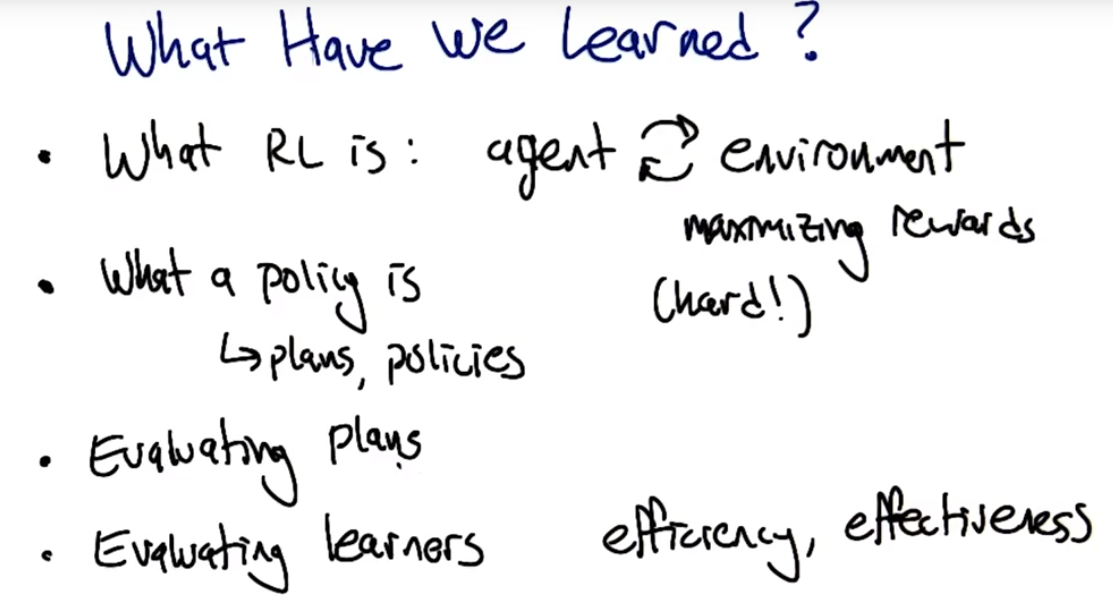 What Have We Learned?
• What RL is: agent ⇄ environment
maximizing rewards
• What a policy is
(hard!)
↳ plans, policies
• Evaluating plans
• Evaluating learners efficiency, effectiveness